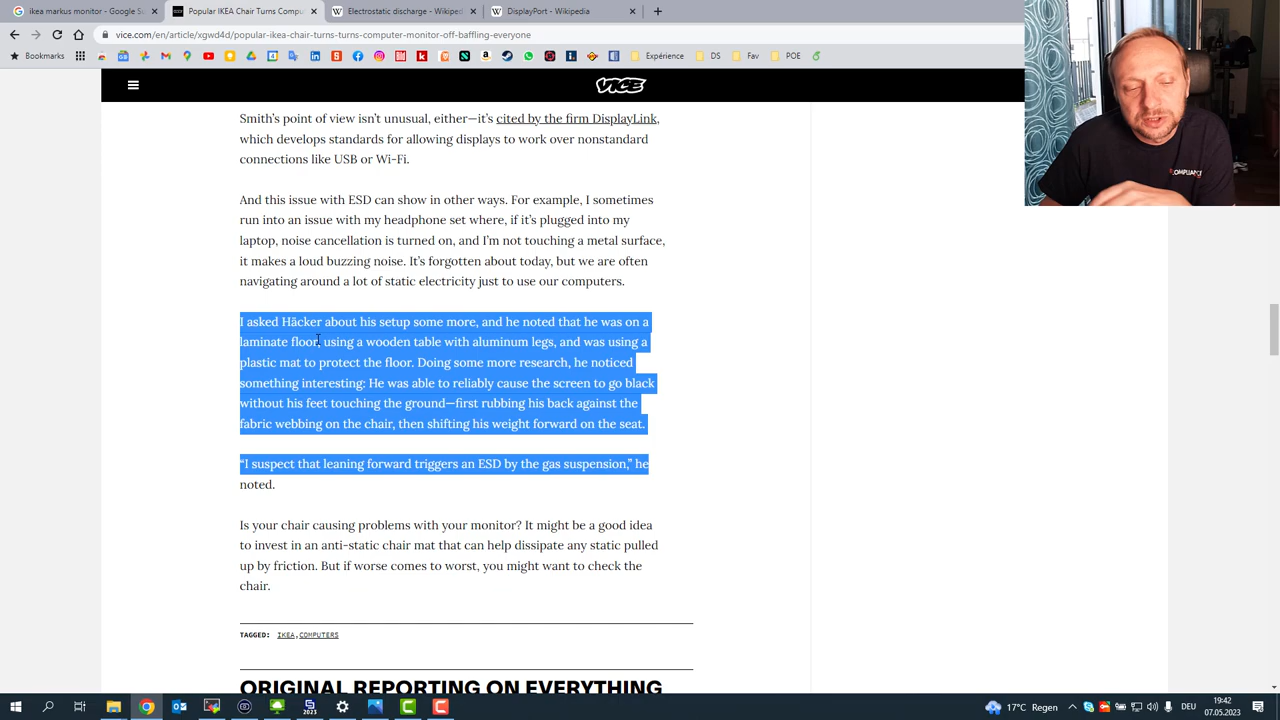 ikea markus monitor - Google Su
Popular IKEA Chair Turns Compu
Electrostatic discharge - Wikiped
DisplayPort - Wikipedia
vice.com/en/article/xgwd4d/popular-ikea-chair-turns-turns-computer-monitor-off-baffling-everyone
Bookmarks
Expérience
DS
Fav
POE
VICE
COMPLIANCE
Smith's point of view isn't unusual, either—it's cited by the firm DisplayLink,
which develops standards for allowing displays to work over nonstandard
connections like USB or Wi-Fi.
And this issue with ESD can show in other ways. For example, I sometimes
run into an issue with my headphone set where, if it's plugged into my
laptop, noise cancellation is turned on, and I'm not touching a metal surface,
it makes a loud buzzing noise. It's forgotten about today, but we are often
navigating around a lot of static electricity just to use our computers.
I asked Häcker about his setup some more, and he noted that he was on a
laminate floor, using a wooden table with aluminum legs, and was using a
plastic mat to protect the floor. Doing some more research, he noticed
something interesting: He was able to reliably cause the screen to go black
without his feet touching the ground—first rubbing his back against the
fabric webbing on the chair, then shifting his weight forward on the seat.
“I suspect that leaning forward triggers an ESD by the gas suspension,” he
noted.
Is your chair causing problems with your monitor? It might be a good idea
to invest in an anti-static chair mat that can help dissipate any static pulled
up by friction. But if worse comes to worst, you might want to check the
chair.
TAGGED: IKEA, COMPUTERS
ORIGINAL REPORTING ON EVERYTHING
2023
17°C Regen
DEU
19:42
07.05.2023